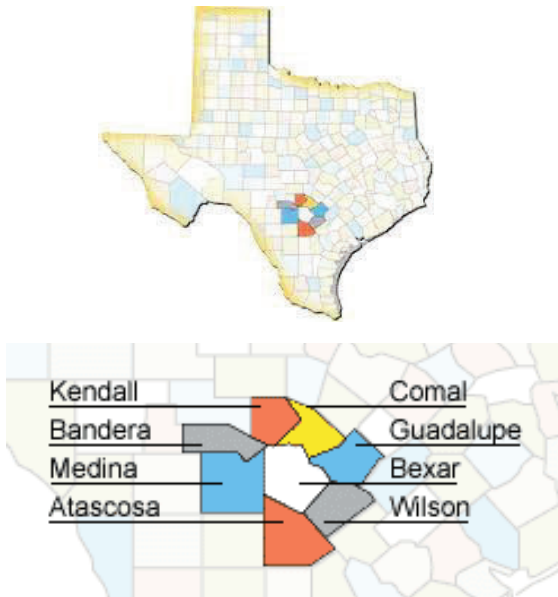 Kendall
Comal
Bandera
Guadalupe
Medina
Bexar
Atascosa
Wilson